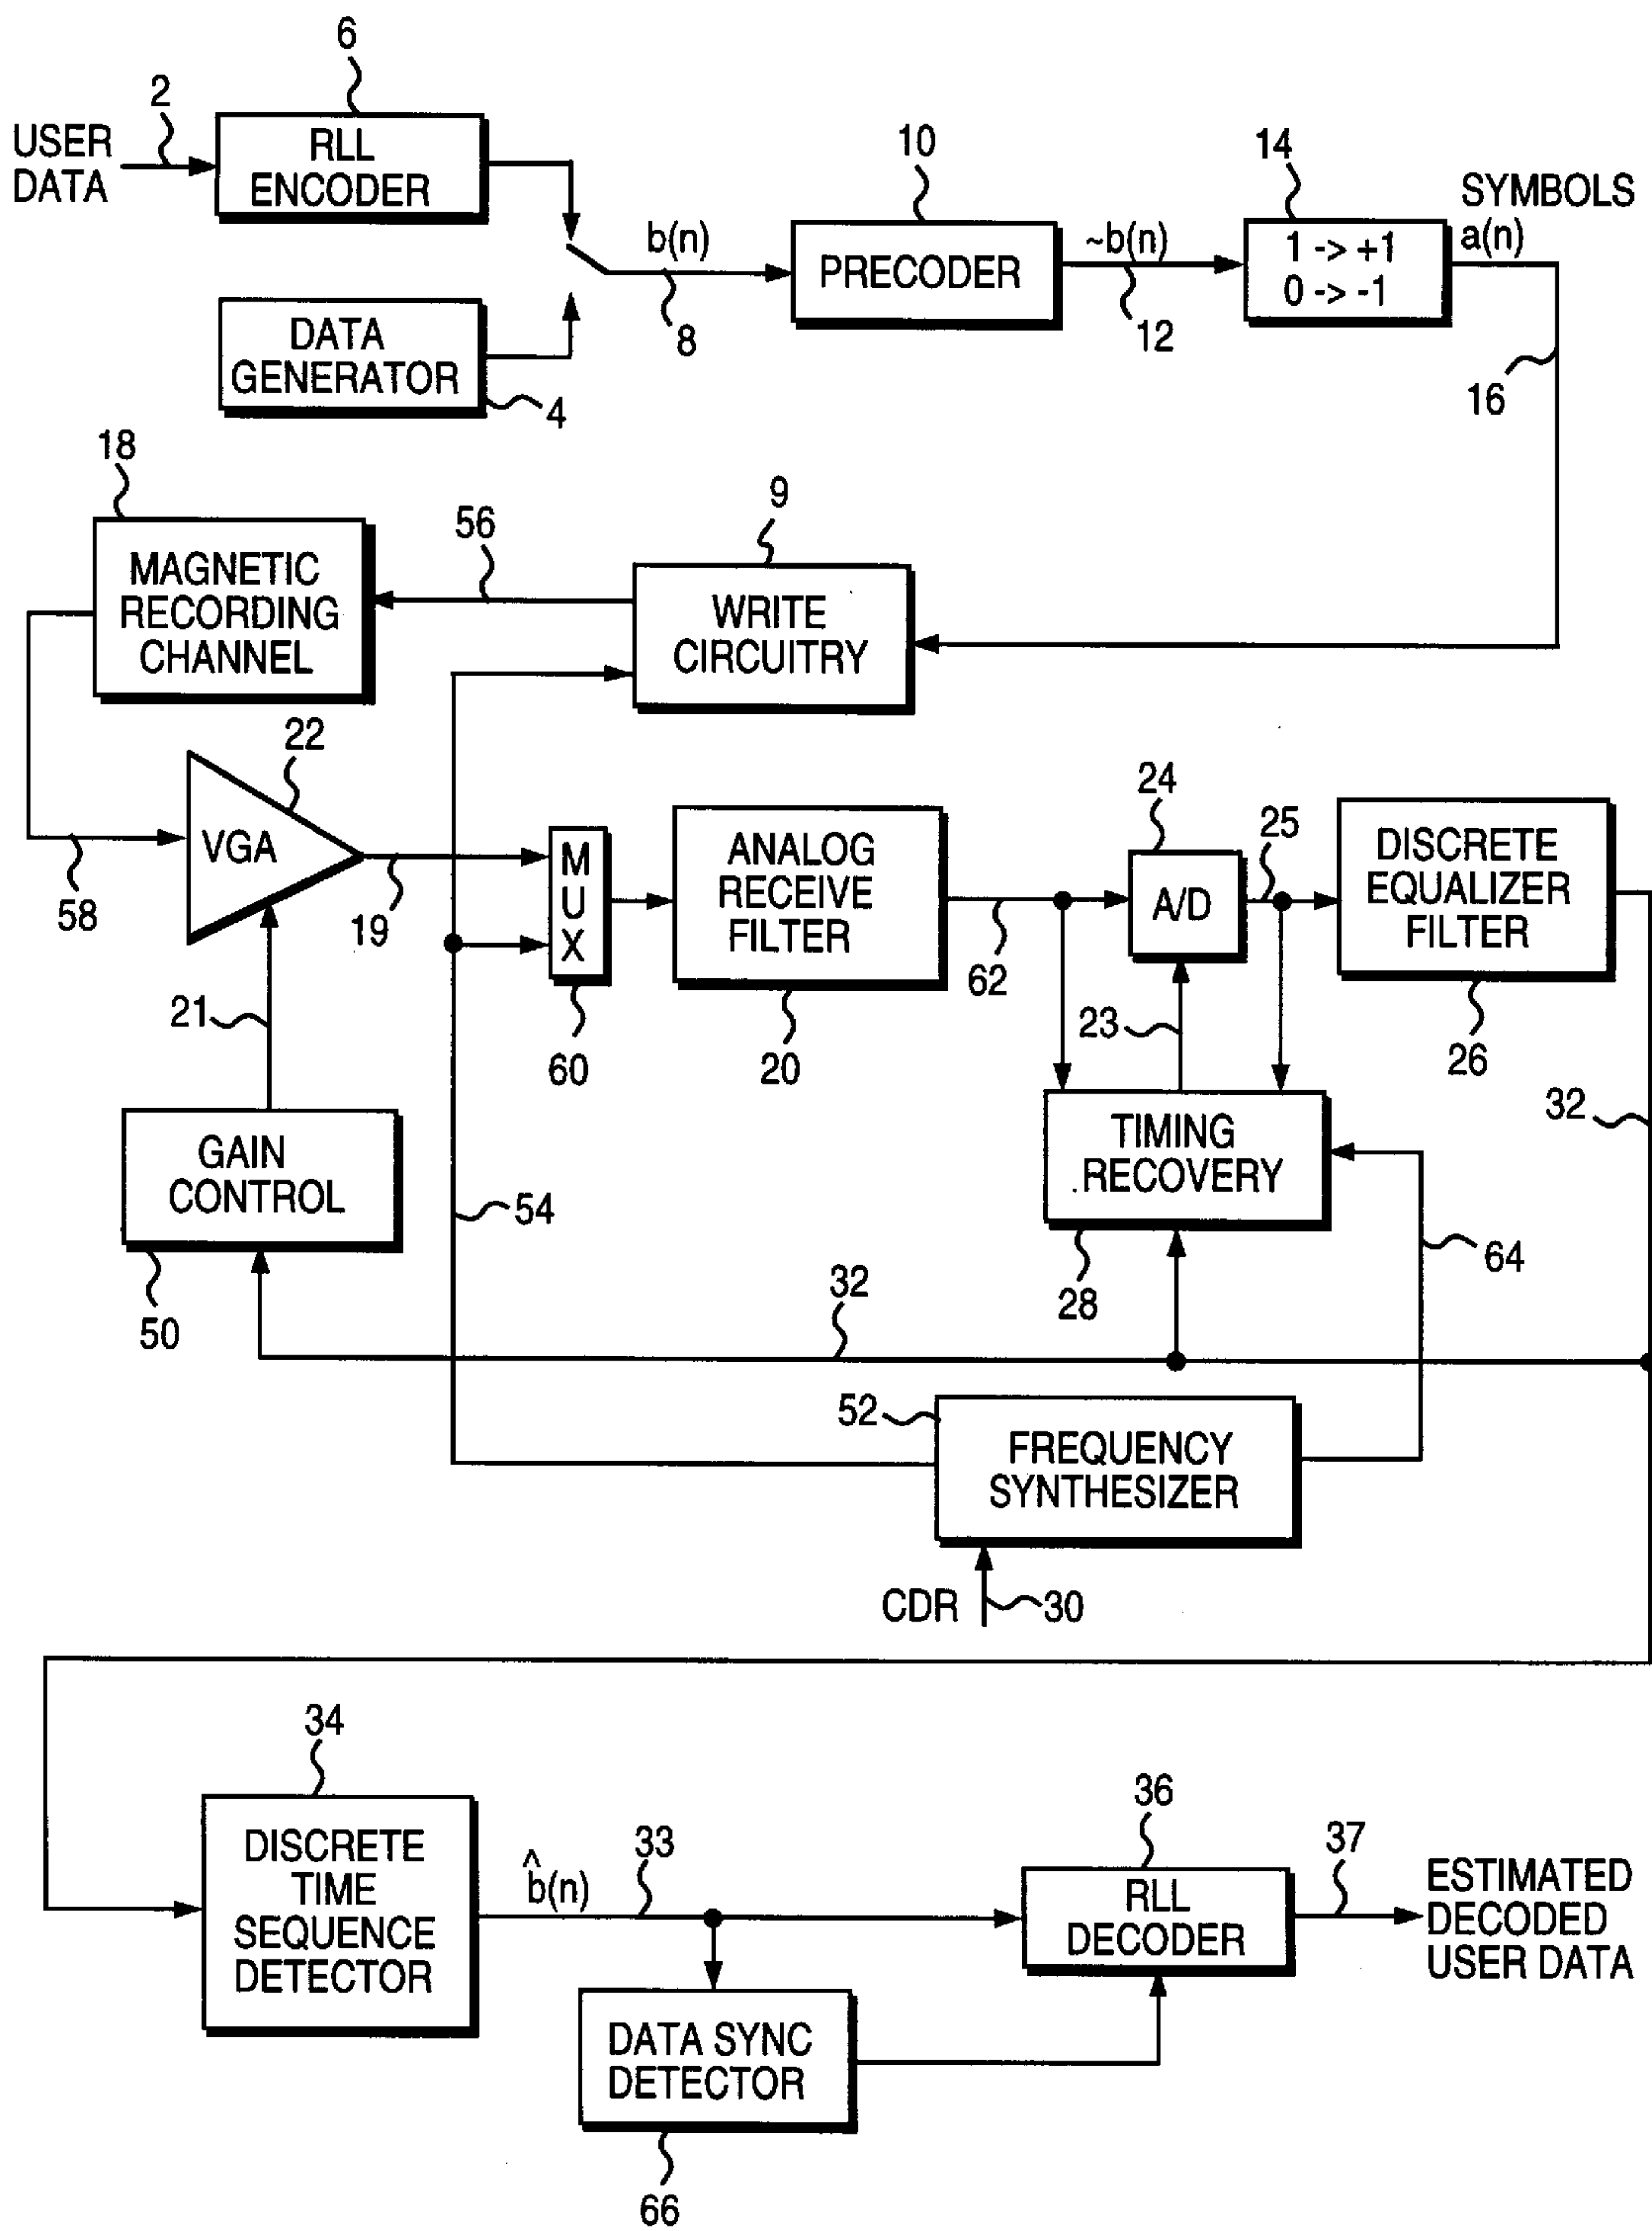 6
2
USER
DATA
RLL
ENCODER
10
14
SYMBOLS
a(n)
b(n)
PRECODER
~b(n)
1 -> +1
0 -> -1
8
12
16
DATA
GENERATOR
4
18
56
9
MAGNETIC
RECORDING
CHANNEL
WRITE
CIRCUITRY
22
VGA
58
19
MUX
60
ANALOG
RECEIVE
FILTER
20
62
24
A/D
25
DISCRETE
EQUALIZER
FILTER
26
21
23
32
GAIN
CONTROL
50
54
TIMING
RECOVERY
28
64
32
52
FREQUENCY
SYNTHESIZER
CDR
30
34
DISCRETE
TIME
SEQUENCE
DETECTOR
b̂(n)
33
36
RLL
DECODER
37
ESTIMATED
DECODED
USER DATA
DATA SYNC
DETECTOR
66